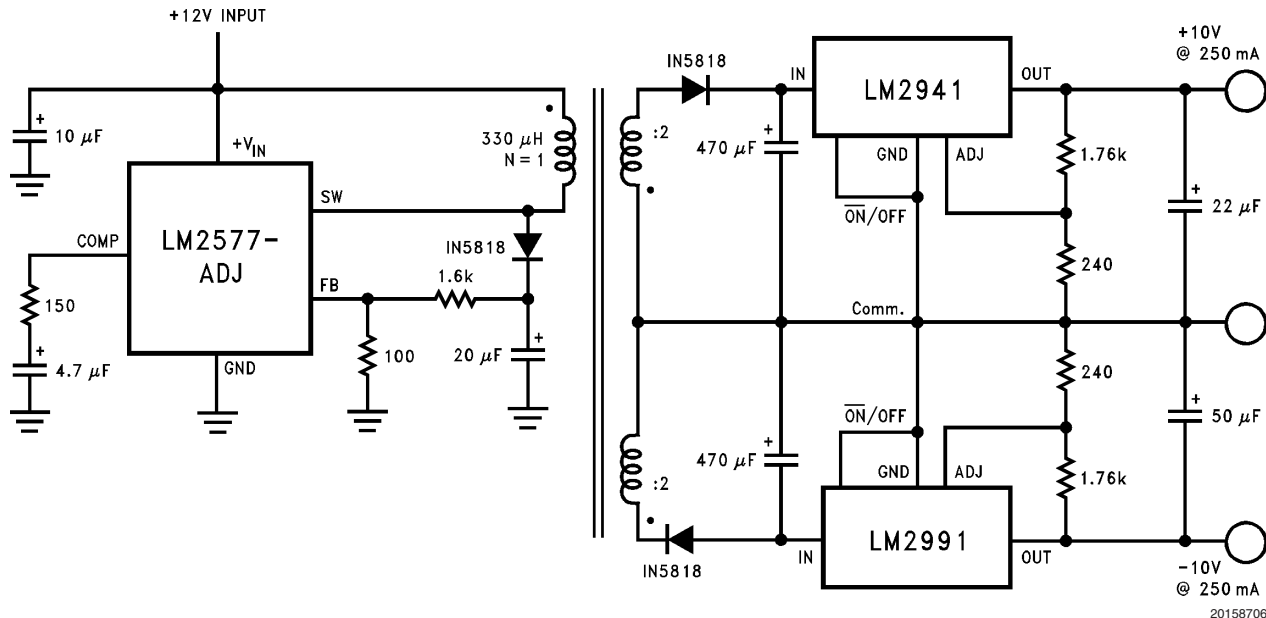 +12V INPUT
+
10 μF
+VIN
330 μH
N = 1
SW
COMP
LM2577-
ADJ
IN5818
FB
1.6k
150
+
4.7 μF
GND
100
20 μF
+
IN5818
:2
+
470 μF
IN
LM2941
OUT
GND
ADJ
ON/OFF
1.76k
240
+
22 μF
+10V
@ 250 mA
Comm.
240
+
50 μF
ON/OFF
+
470 μF
GND
ADJ
1.76k
:2
IN5818
IN
LM2991
OUT
-10V
@ 250 mA
20158706